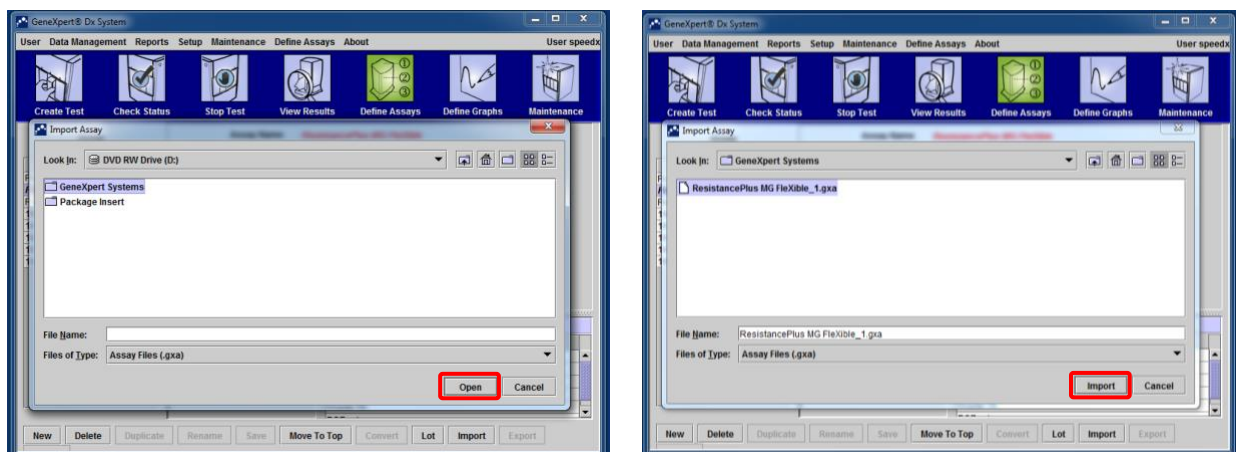 GeneXpert® Dx System
User Data Management Reports Setup Maintenance Define Assays About User speedx
Create Test Check Status Stop Test View Results Define Assays Define Graphs Maintenance
Import Assay
Look In: DVD RW Drive (D:)
GeneXpert Systems
Package Insert
File Name:
Files of Type: Assay Files (.gxa)
Open Cancel
New Delete Duplicate Rename Save Move To Top Convert Lot Import Export
GeneXpert® Dx System
User Data Management Reports Setup Maintenance Define Assays About User speedx
Create Test Check Status Stop Test View Results Define Assays Define Graphs Maintenance
Import Assay
Look In: GeneXpert Systems
ResistancePlus MG FleXible_1.gxa
File Name: ResistancePlus MG FleXible_1.gxa
Files of Type: Assay Files (.gxa)
Import Cancel
New Delete Duplicate Rename Save Move To Top Convert Lot Import Export